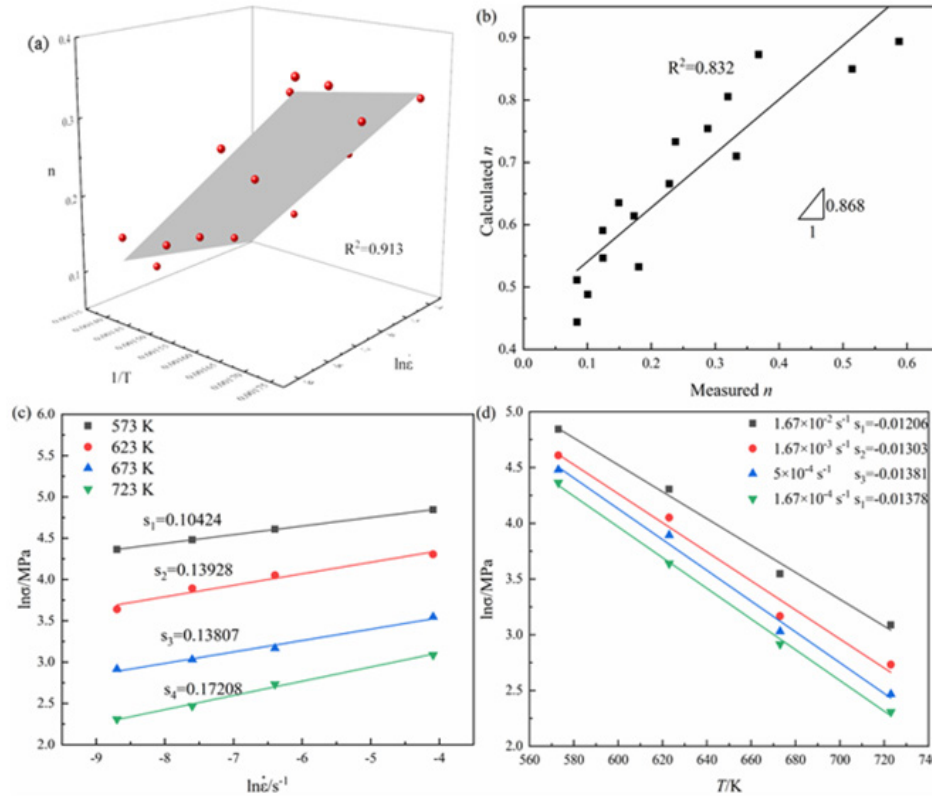 (a)
0.4
0.3
n
0.2
0.1
R²=0.913
1/T
lnε̇
(b)
0.9
0.8
0.7
0.6
0.5
0.4
Calculated n
R²=0.832
0.868
1
0.0 0.1 0.2 0.3 0.4 0.5 0.6
Measured n
(c)
6.0
5.5
5.0
4.5
4.0
3.5
3.0
2.5
2.0
lnσ/MPa
573 K
623 K
673 K
723 K
s₁=0.10424
s₂=0.13928
s₃=0.13807
s₄=0.17208
-9 -8 -7 -6 -5 -4
lnε̇/s⁻¹
(d)
5.0
4.5
4.0
3.5
3.0
2.5
2.0
lnσ/MPa
1.67×10⁻² s⁻¹ s₁=-0.01206
1.67×10⁻³ s⁻¹ s₂=-0.01303
5×10⁻⁴ s⁻¹ s₃=-0.01381
1.67×10⁻⁴ s⁻¹ s₁=-0.01378
560 580 600 620 640 660 680 700 720 74
T/K